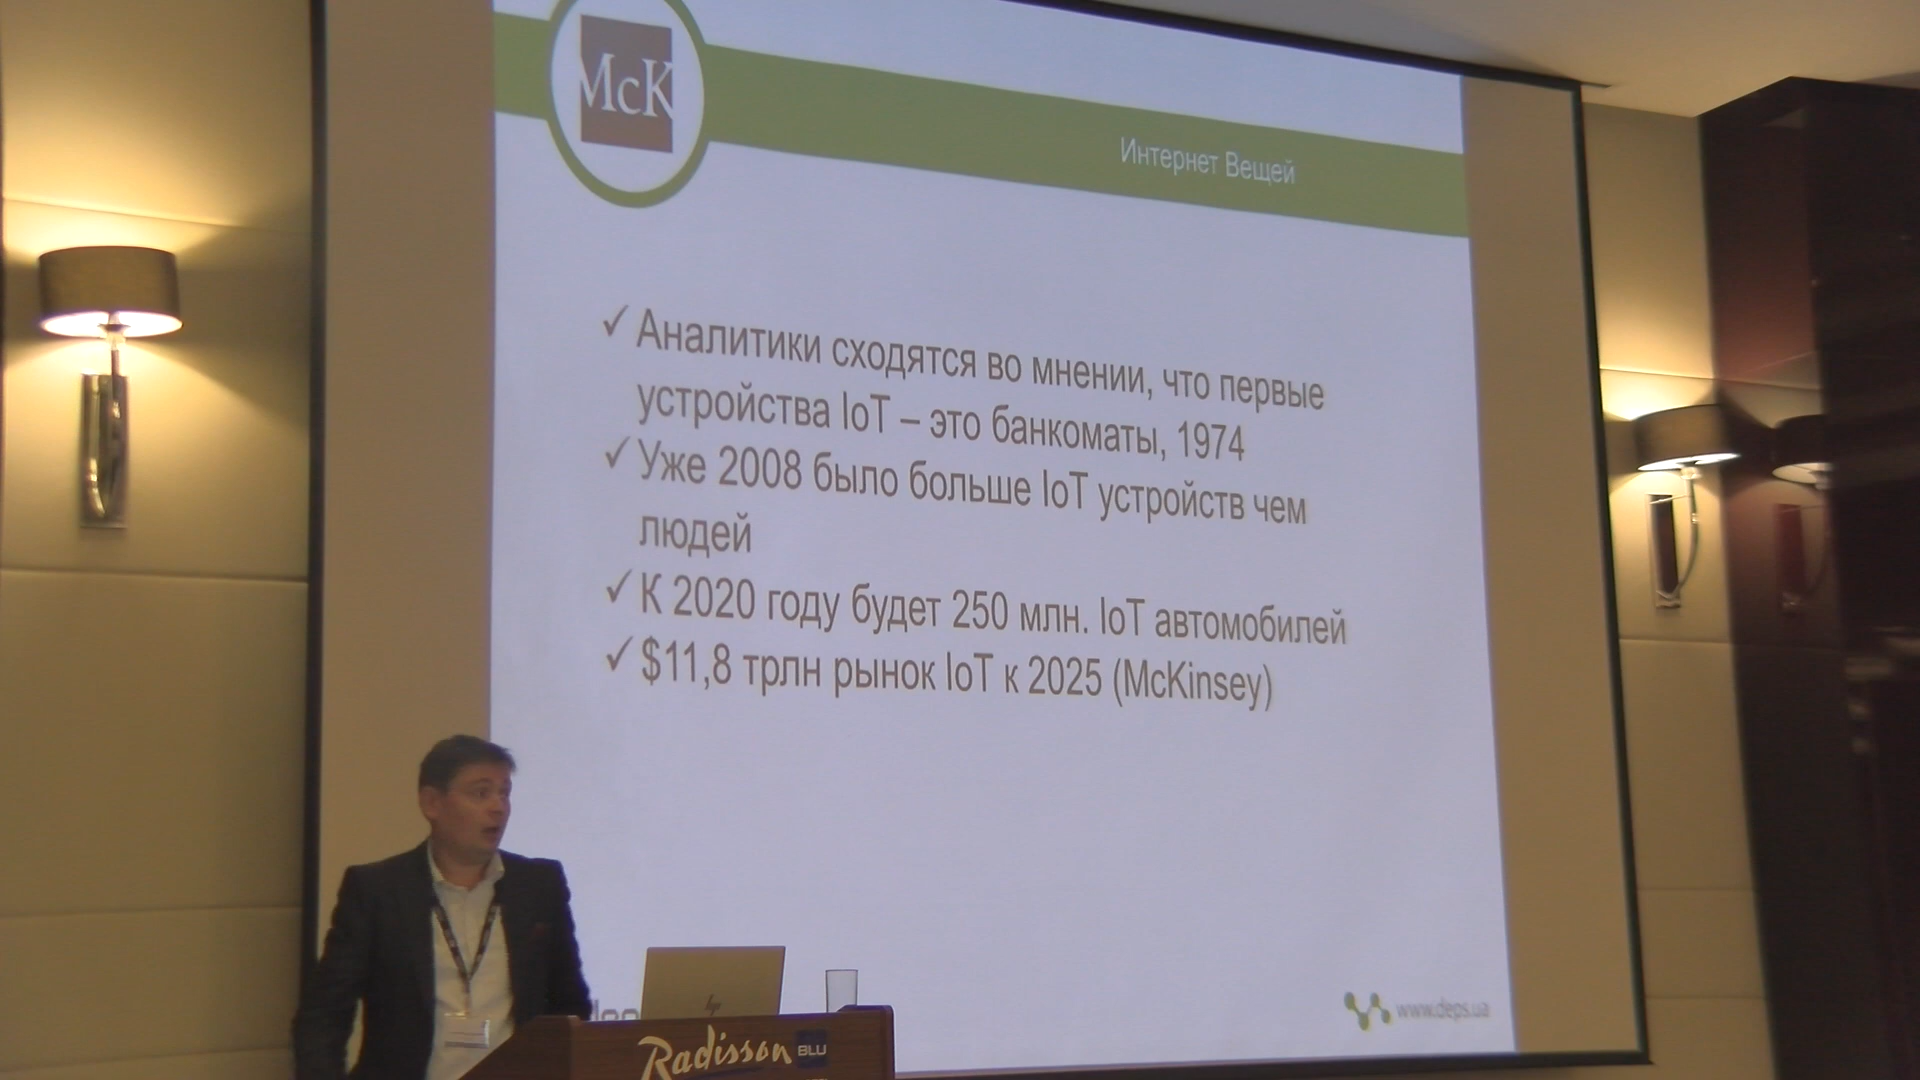 McK
Интернет Вещей
✓ Аналитики сходятся во мнении, что первые
устройства IoT – это банкоматы, 1974
✓ Уже 2008 было больше IoT устройств чем
людей
✓ К 2020 году будет 250 млн. IoT автомобилей
✓ $11,8 трлн рынок IoT к 2025 (McKinsey)
www.deps.ua
hp
Radisson BLU